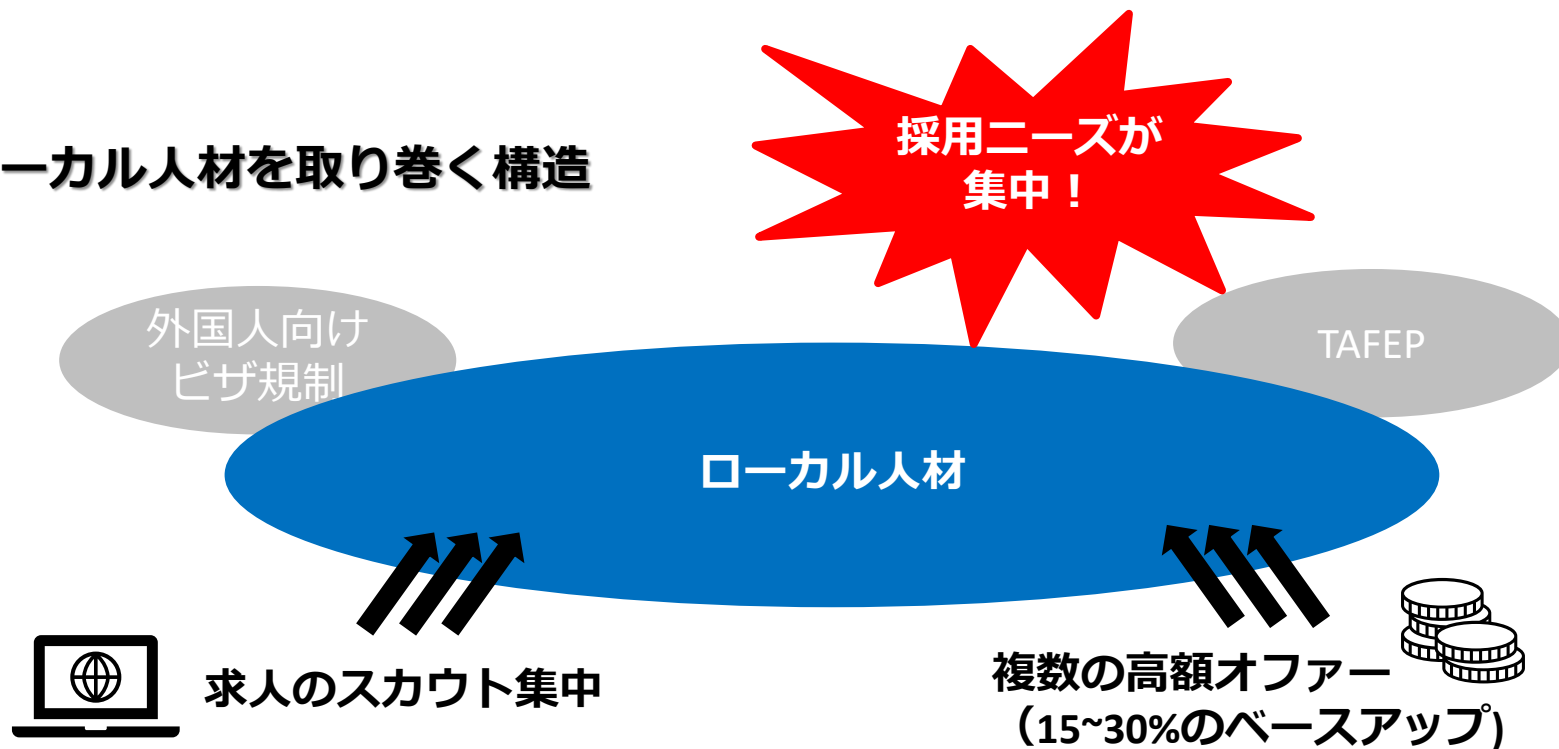 ーカル人材を取り巻く構造
採用ニーズが
集中！
外国人向け
ビザ規制
TAFEP
ローカル人材
求人のスカウト集中
複数の高額オファー
（15~30%のベースアップ)